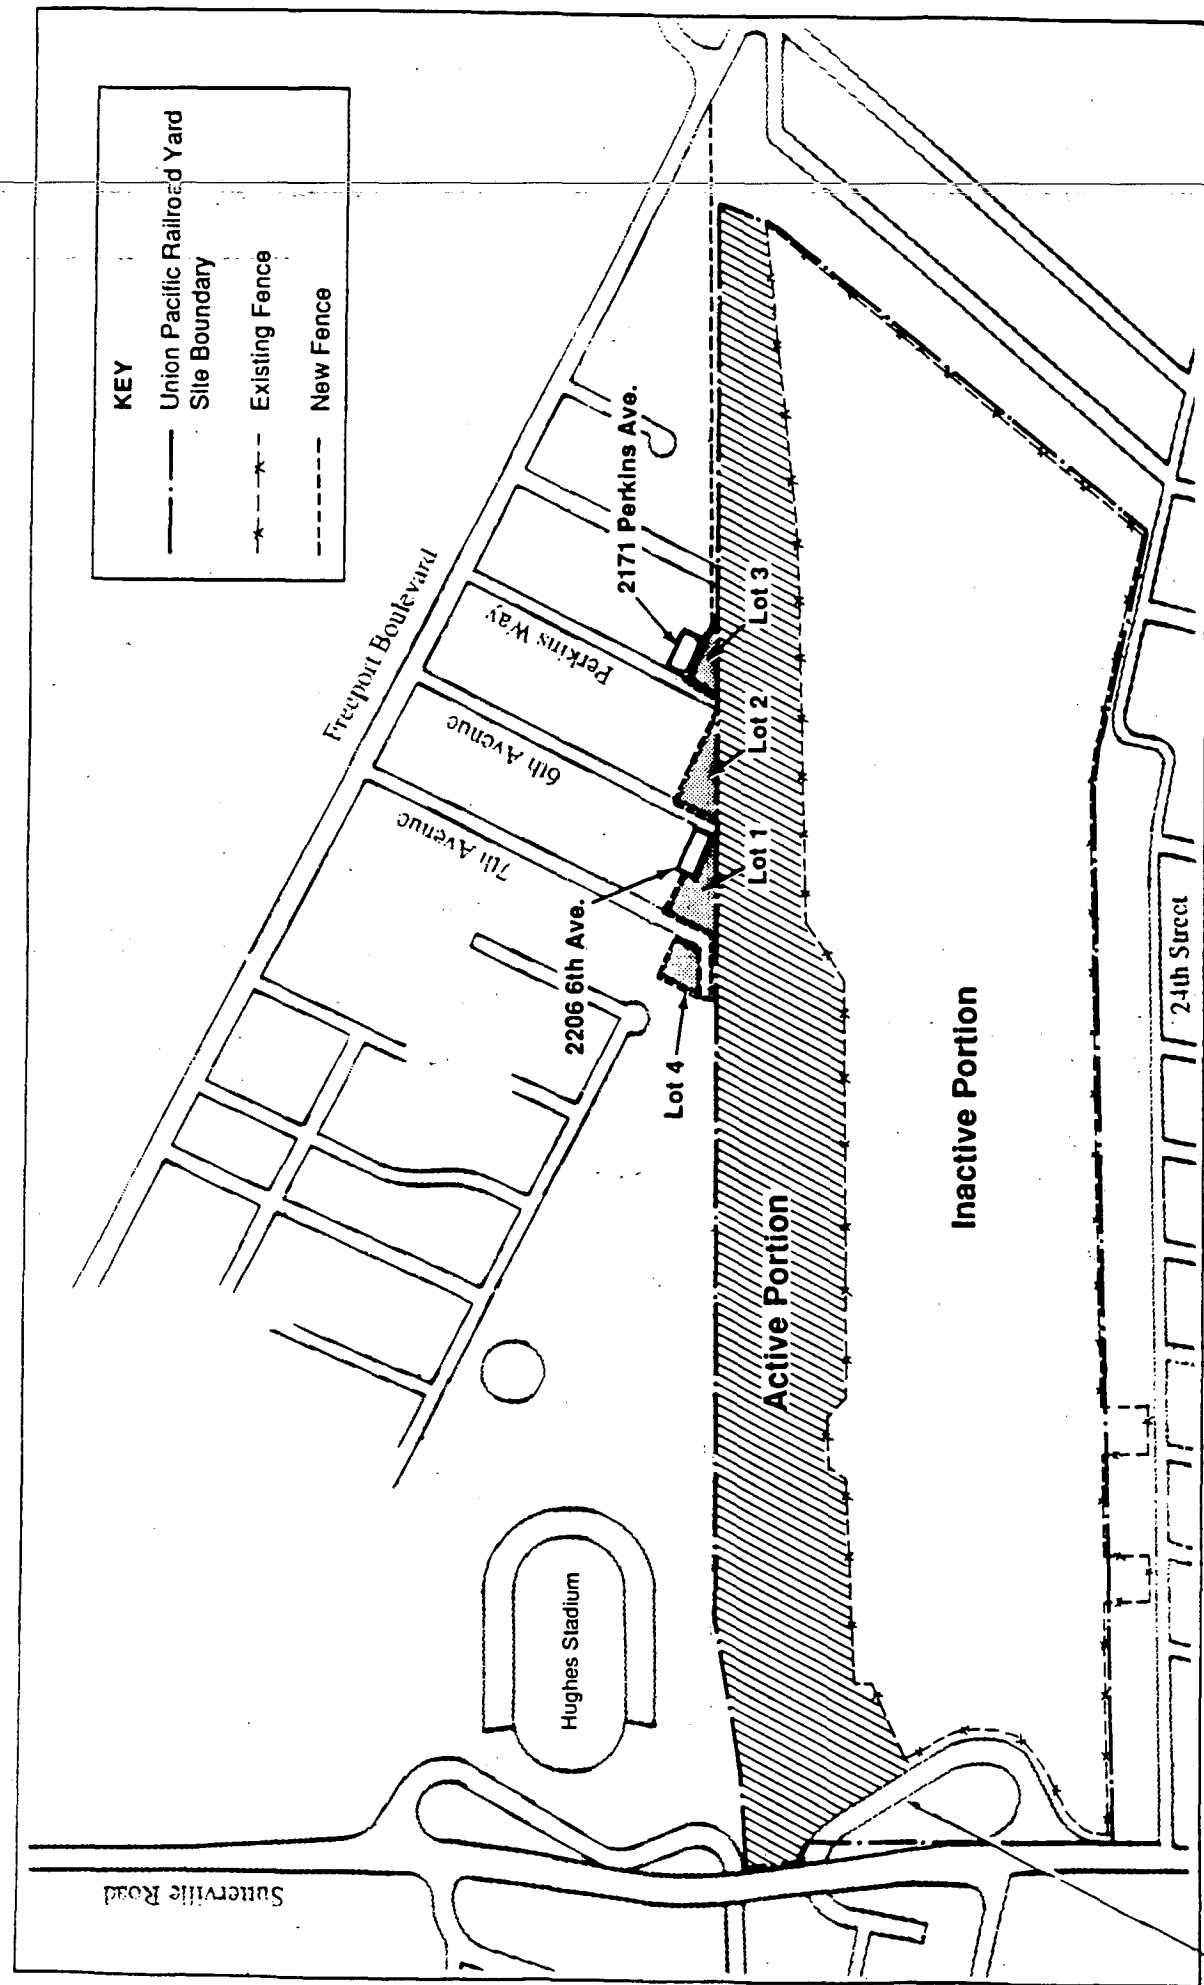 KEY
Union Pacific Railroad Yard
Site Boundary
Existing Fence
New Fence
Freeport Boulevard
Perkins Way
6th Avenue
7th Avenue
2171 Perkins Ave.
2206 6th Ave.
Lot 3
Lot 2
Lot 1
Lot 4
Active Portion
Inactive Portion
Hughes Stadium
24th Street
Sutterville Road